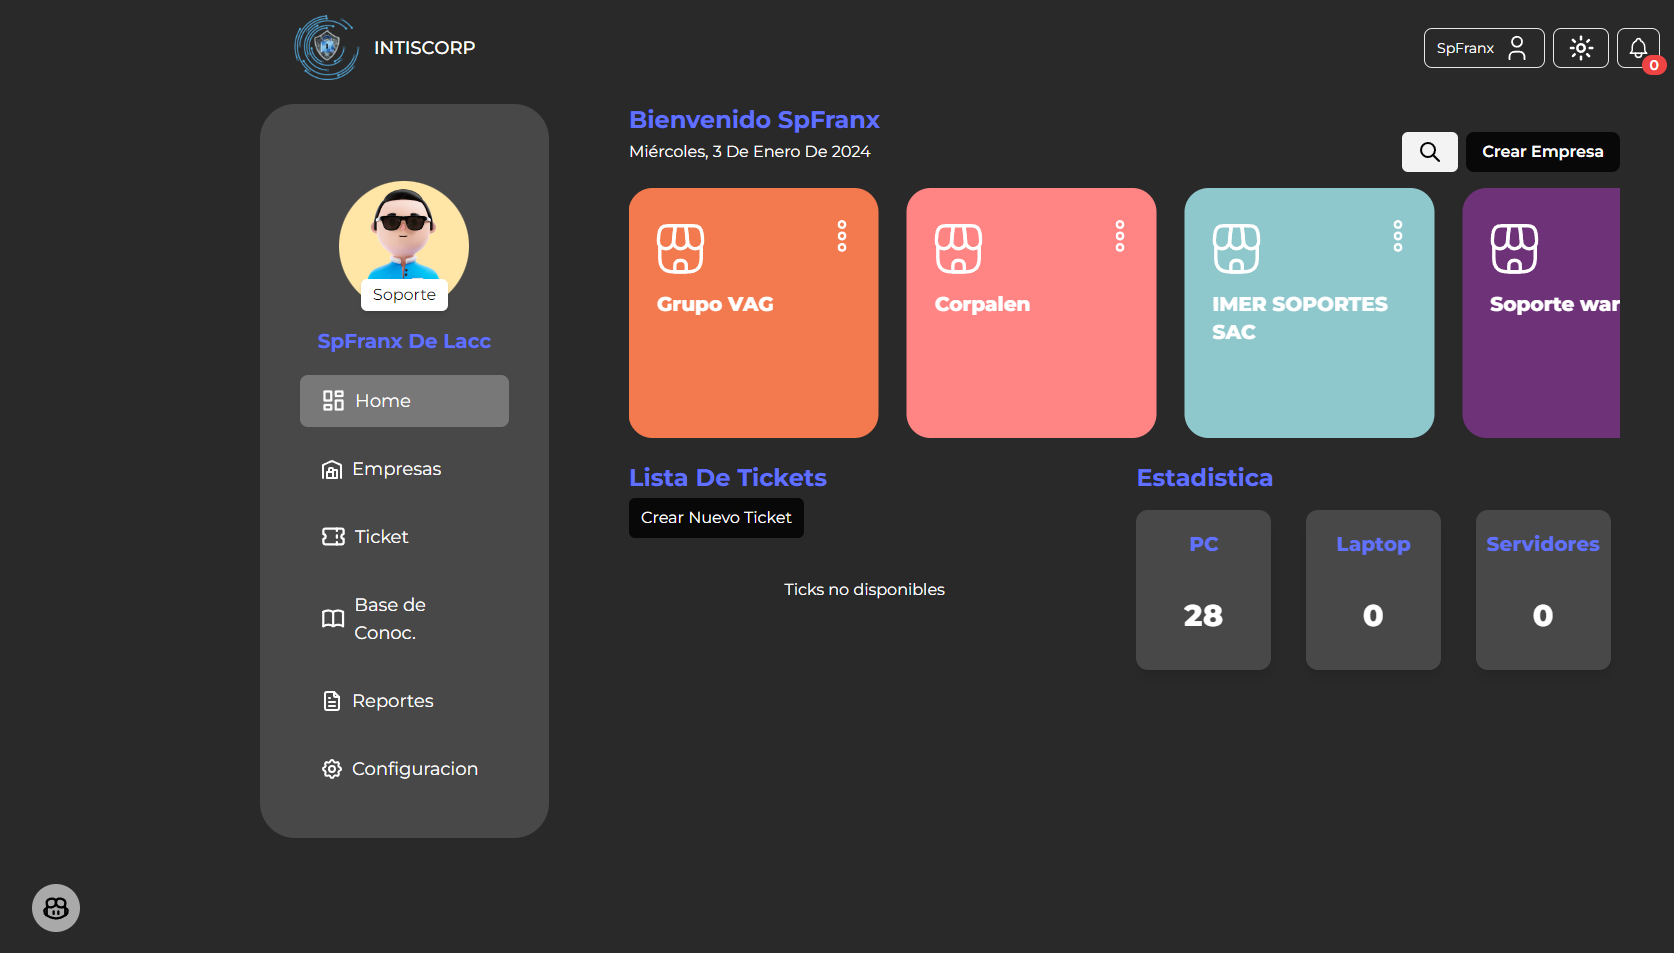 INTISCORP
SpFranx
0
Soporte
SpFranx De Lacc
Home
Empresas
Ticket
Base de
Conoc.
Reportes
Configuracion
Bienvenido SpFranx
Miércoles, 3 De Enero De 2024
Crear Empresa
Grupo VAG
Corpalen
IMER SOPORTES
SAC
Soporte war
Lista De Tickets
Crear Nuevo Ticket
Ticks no disponibles
Estadistica
PC
28
Laptop
0
Servidores
0